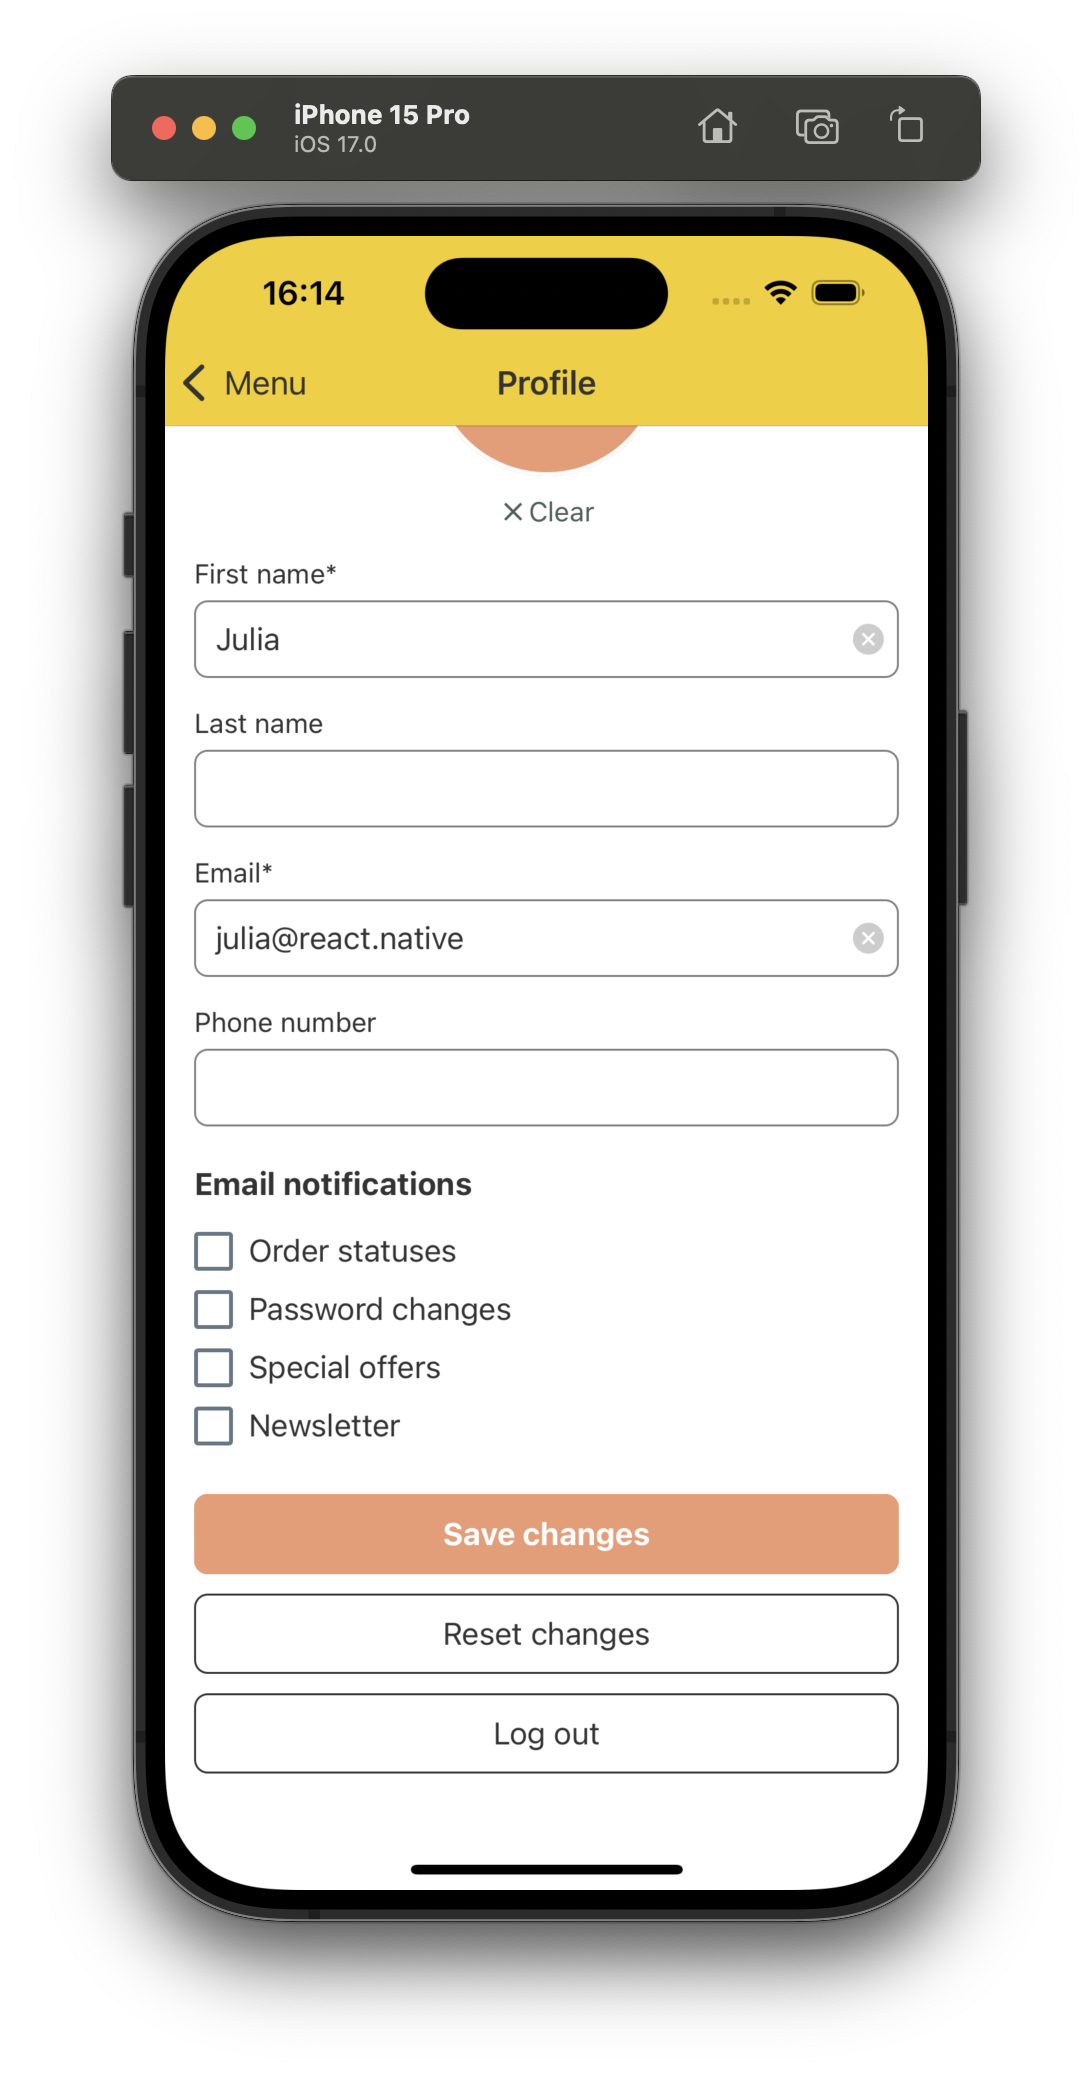 iPhone 15 Pro
iOS 17.0
16:14
Menu
Profile
Clear
First name*
Julia
Last name
Email*
julia@react.native
Phone number
Email notifications
Order statuses
Password changes
Special offers
Newsletter
Save changes
Reset changes
Log out